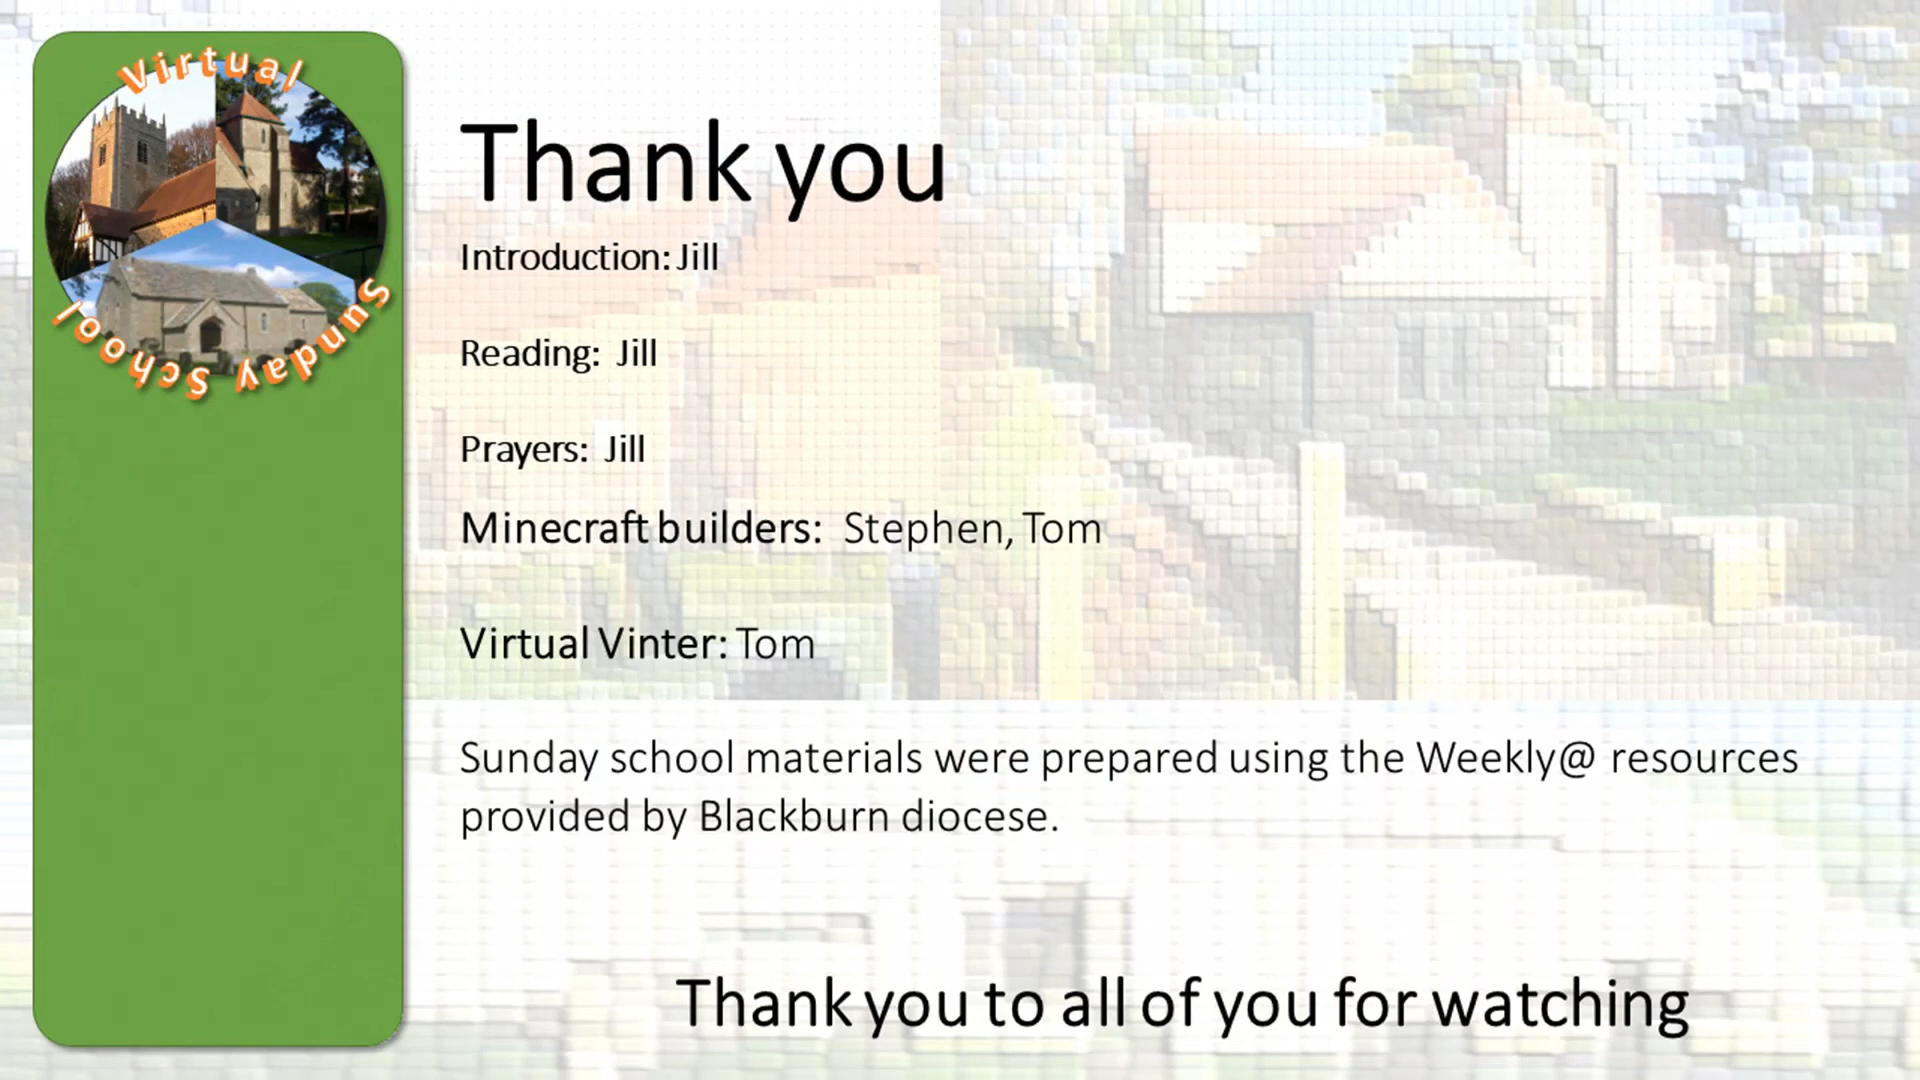 Virtual
Sunday School
Thank you
Introduction: Jill
Reading: Jill
Prayers: Jill
Minecraft builders: Stephen, Tom
Virtual Vinter: Tom
Sunday school materials were prepared using the Weekly@ resources
provided by Blackburn diocese.
Thank you to all of you for watching